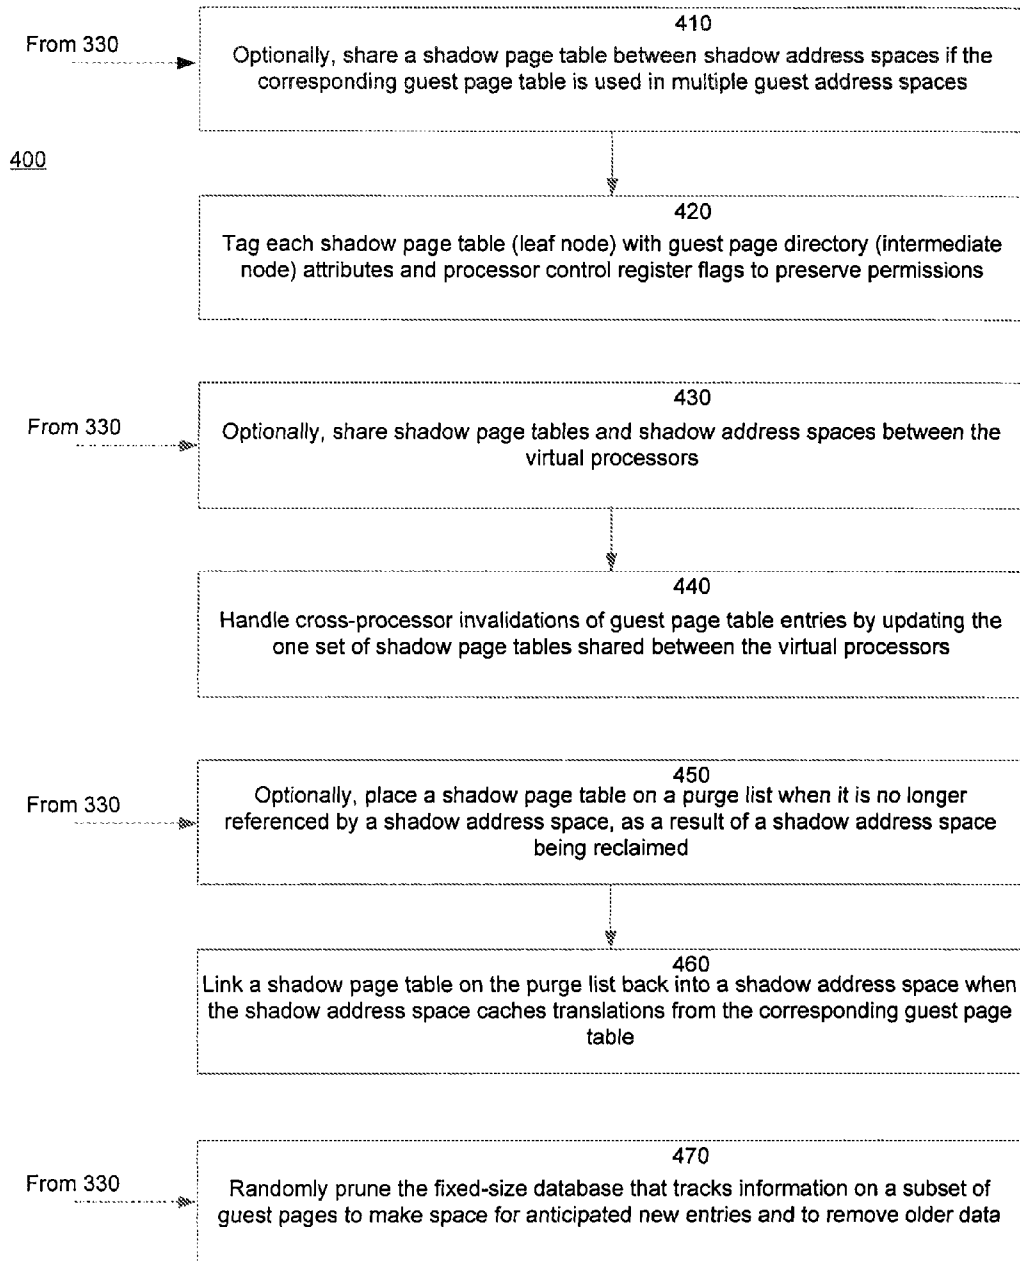 410
From 330
Optionally, share a shadow page table between shadow address spaces if the
corresponding guest page table is used in multiple guest address spaces
400
420
Tag each shadow page table (leaf node) with guest page directory (intermediate
node) attributes and processor control register flags to preserve permissions
430
From 330
Optionally, share shadow page tables and shadow address spaces between the
virtual processors
440
Handle cross-processor invalidations of guest page table entries by updating the
one set of shadow page tables shared between the virtual processors
450
From 330
Optionally, place a shadow page table on a purge list when it is no longer
referenced by a shadow address space, as a result of a shadow address space
being reclaimed
460
Link a shadow page table on the purge list back into a shadow address space when
the shadow address space caches translations from the corresponding guest page
table
470
From 330
Randomly prune the fixed-size database that tracks information on a subset of
guest pages to make space for anticipated new entries and to remove older data